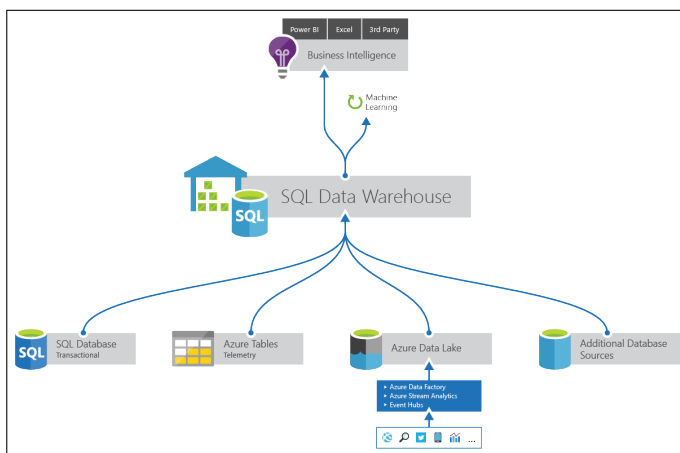 Power BI Excel 3rd Party
Business Intelligence
Machine
Learning
SQL Data Warehouse
SQL
SQL Database
Transactional
SQL
Azure Tables
Telemetry
Azure Data Lake
Additional Database
Sources
Azure Data Factory
Azure Stream Analytics
Event Hubs
...